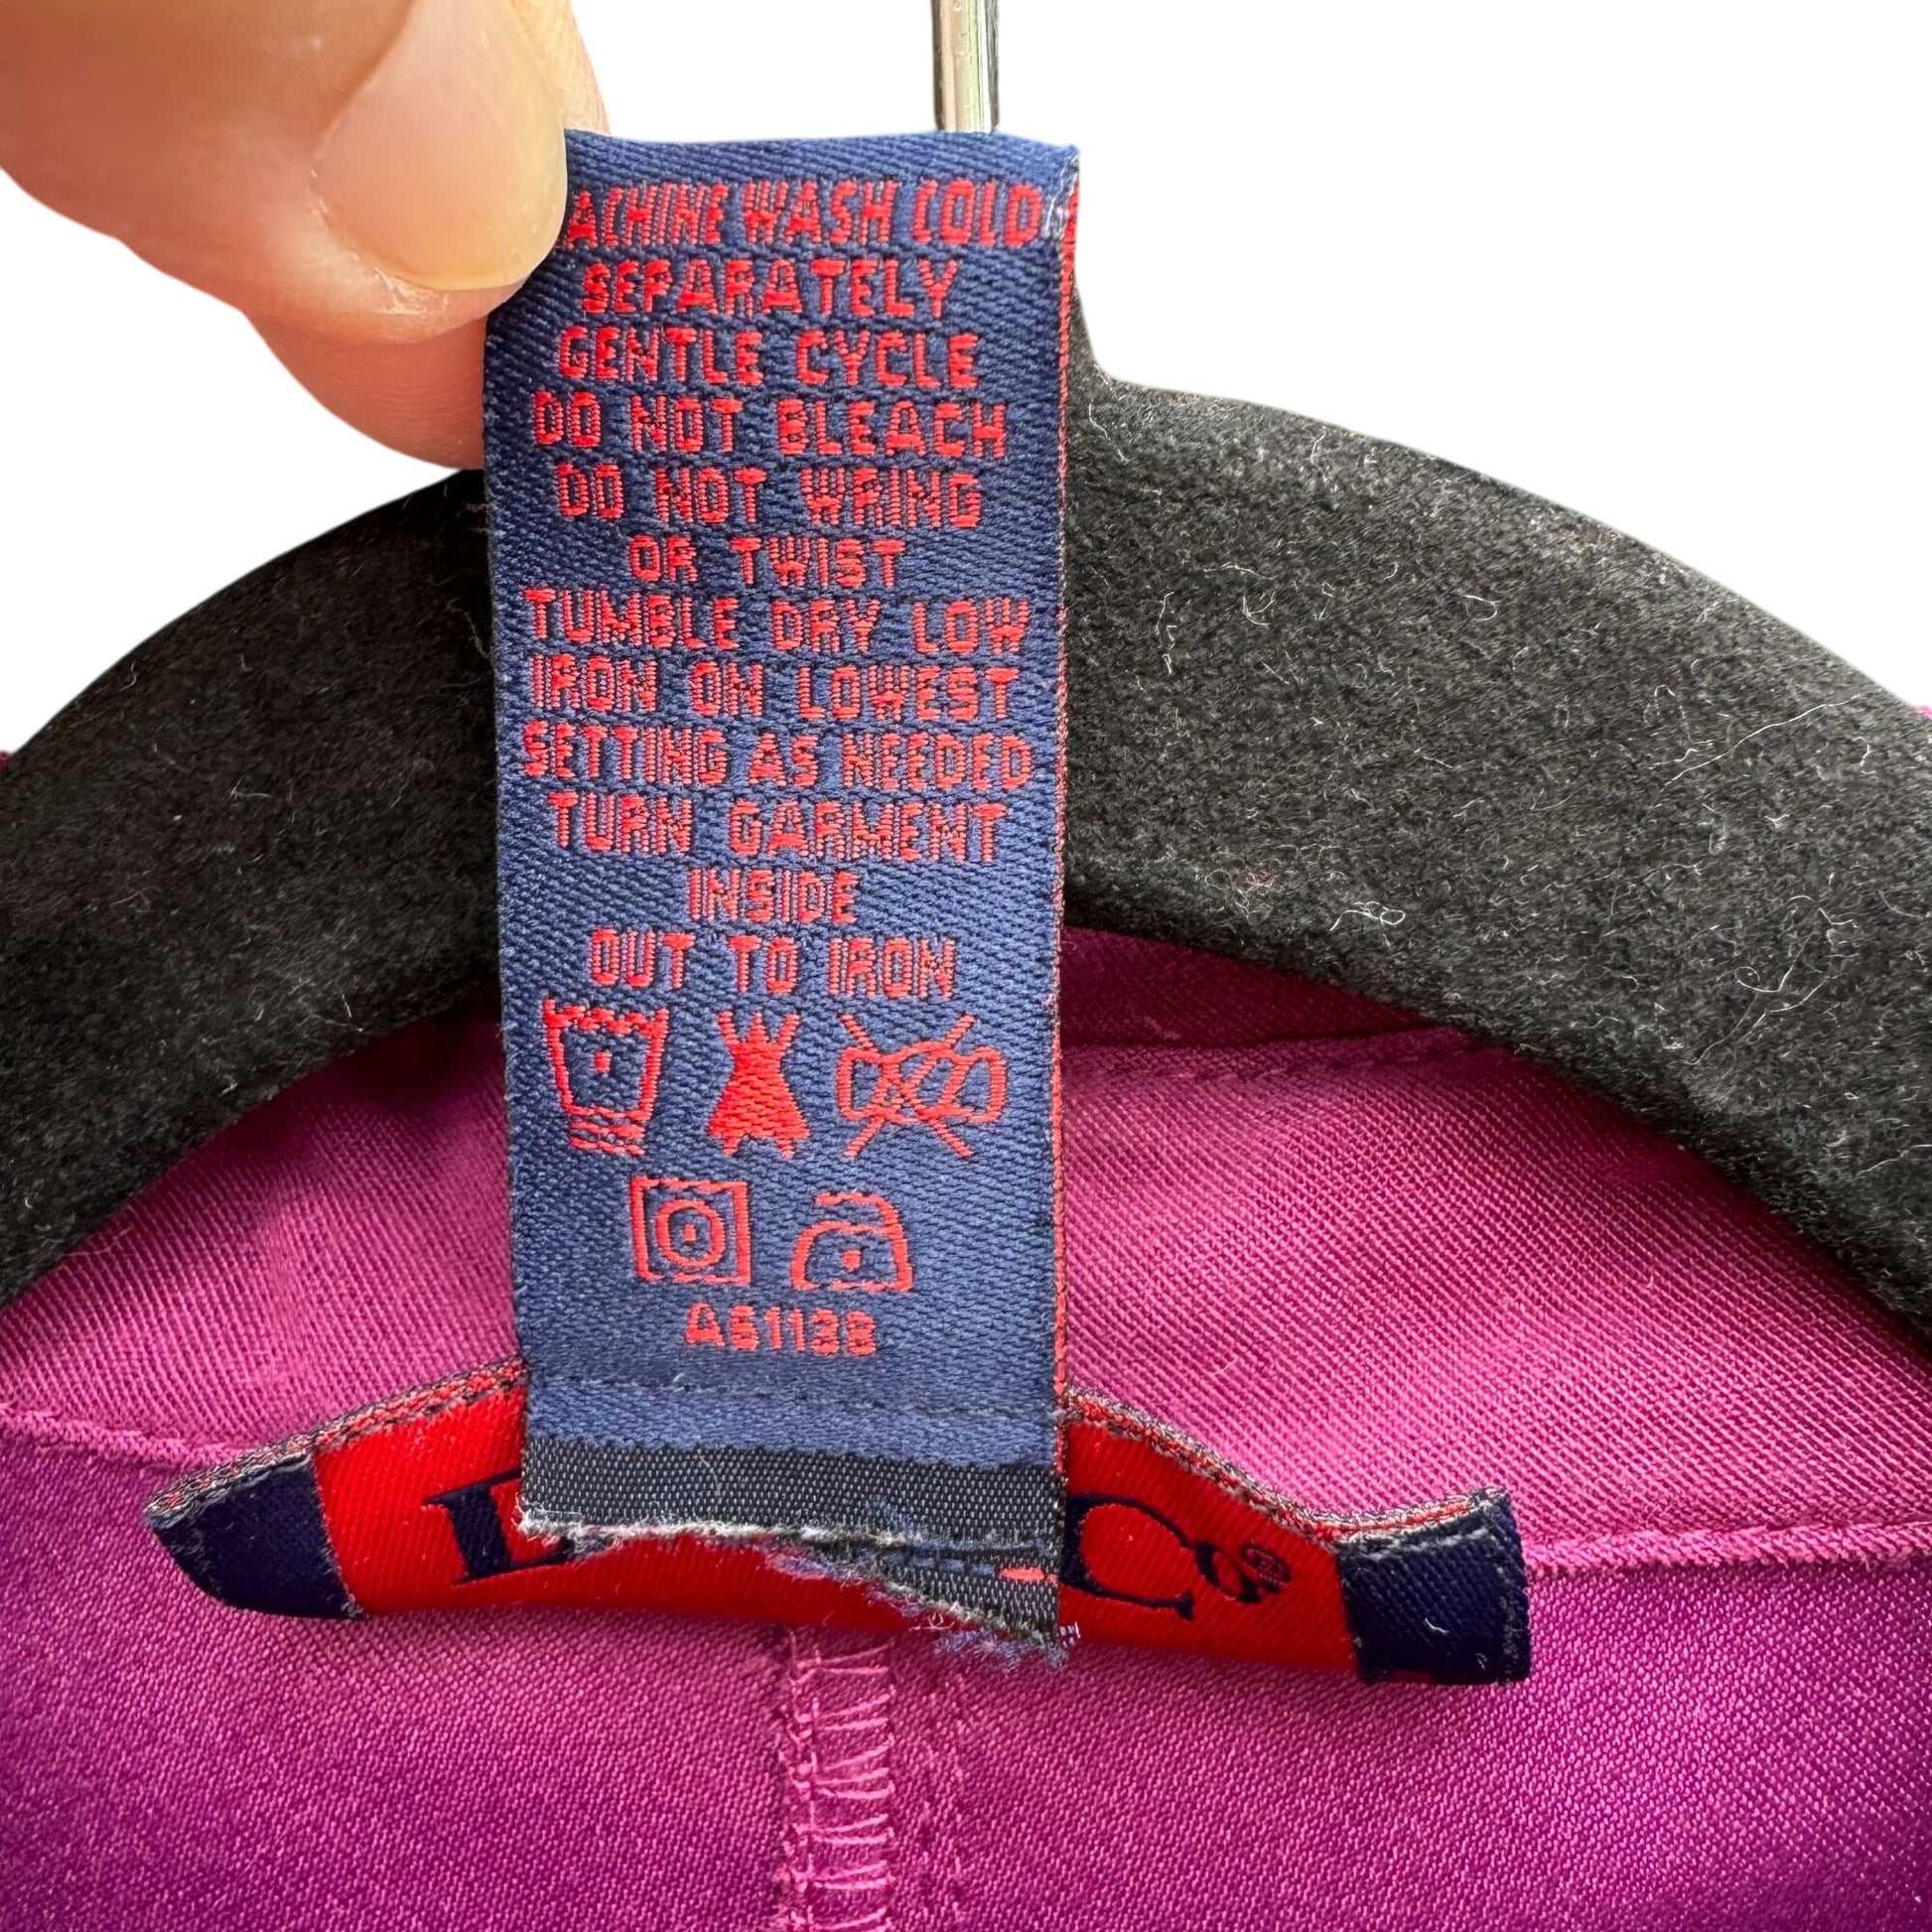 MACHINE WASH COLD
SEPARATELY
GENTLE CYCLE
DO NOT BLEACH
DO NOT WRING
OR TWIST
TUMBLE DRY LOW
IRON ON LOWEST
SETTING AS NEEDED
TURN GARMENT
INSIDE
OUT TO IRON
A61138